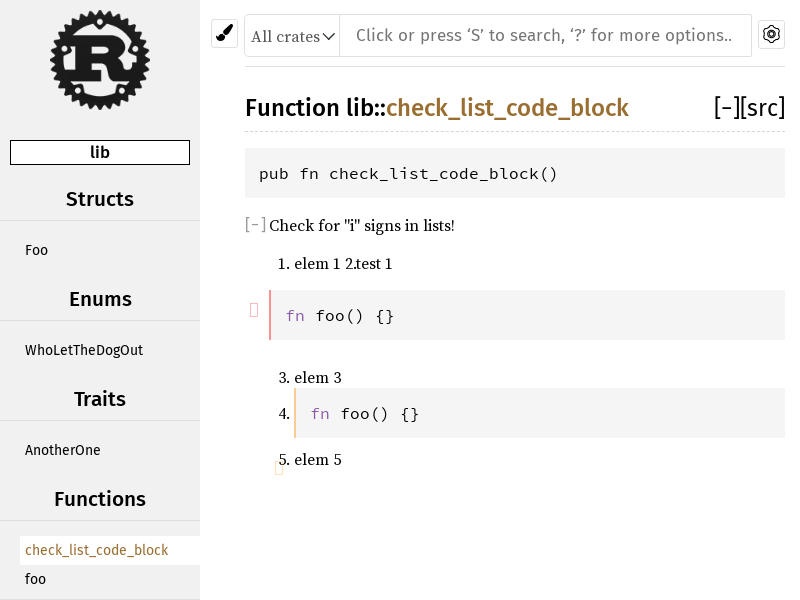 R
lib
Structs
Foo
Enums
WhoLetTheDogOut
Traits
AnotherOne
Functions
check_list_code_block
foo
All crates
Click or press ‘S’ to search, ‘?’ for more options..
Function lib::check_list_code_block [−][src]
pub fn check_list_code_block()
[−] Check for "i" signs in lists!
1. elem 1 2.test 1
fn foo() {}
3. elem 3
4. fn foo() {}
5. elem 5